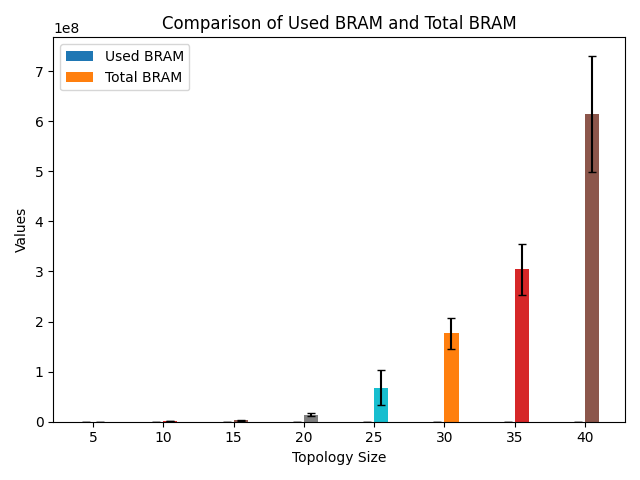 Comparison of Used BRAM and Total BRAM
1e8
Used BRAM
Total BRAM
7
6
5
4
3
2
1
0
Values
5 10 15 20 25 30 35 40
Topology Size